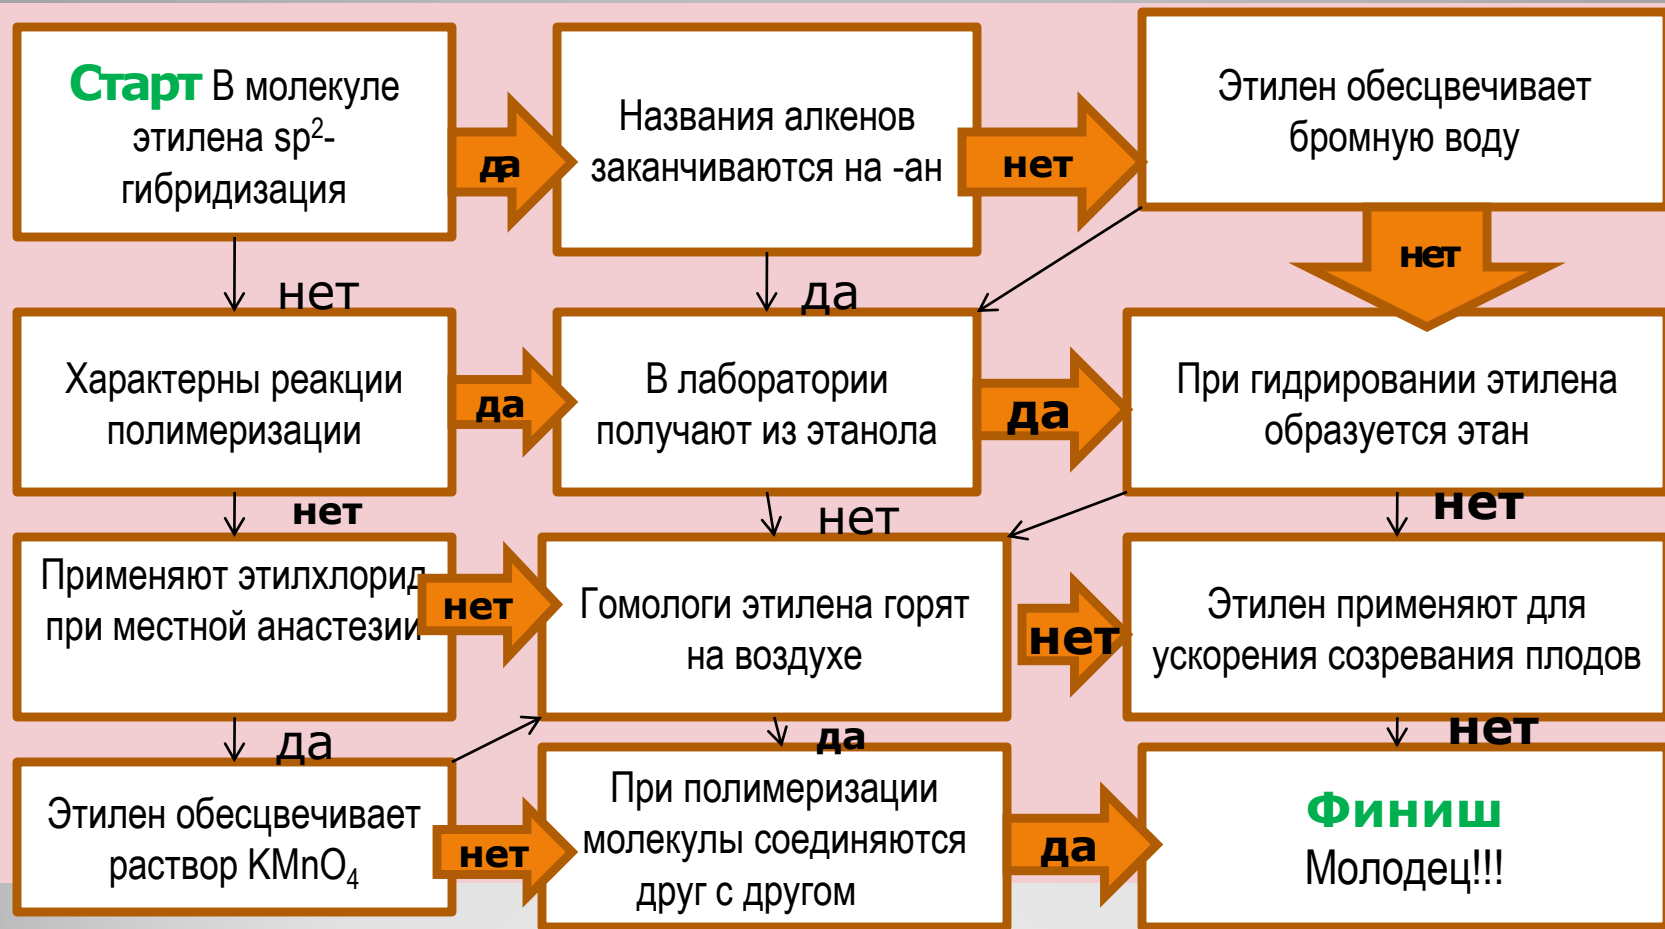 Старт В молекуле
этилена sp²-
гибридизация
да
Названия алкенов
заканчиваются на -ан
нет
Этилен обесцвечивает
бромную воду
нет
да
нет
Характерны реакции
полимеризации
да
В лаборатории
получают из этанола
да
При гидрировании этилена
образуется этан
нет
нет
нет
Применяют этилхлорид
при местной анастезии
нет
Гомологи этилена горят
на воздухе
нет
Этилен применяют для
ускорения созревания плодов
да
да
нет
Этилен обесцвечивает
раствор KMnO₄
нет
При полимеризации
молекулы соединяются
друг с другом
да
Финиш
Молодец!!!